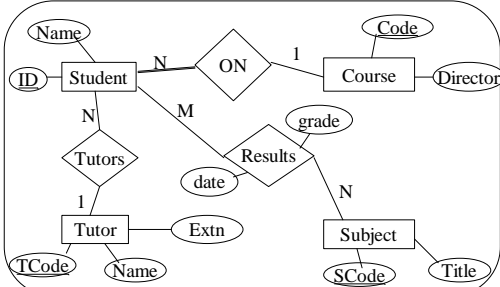 Name
Code
N
ON
1
ID
Student
Course
Director
M
N
grade
Tutors
Results
date
1
N
Tutor
Extn
Subject
TCode
Name
SCode
Title